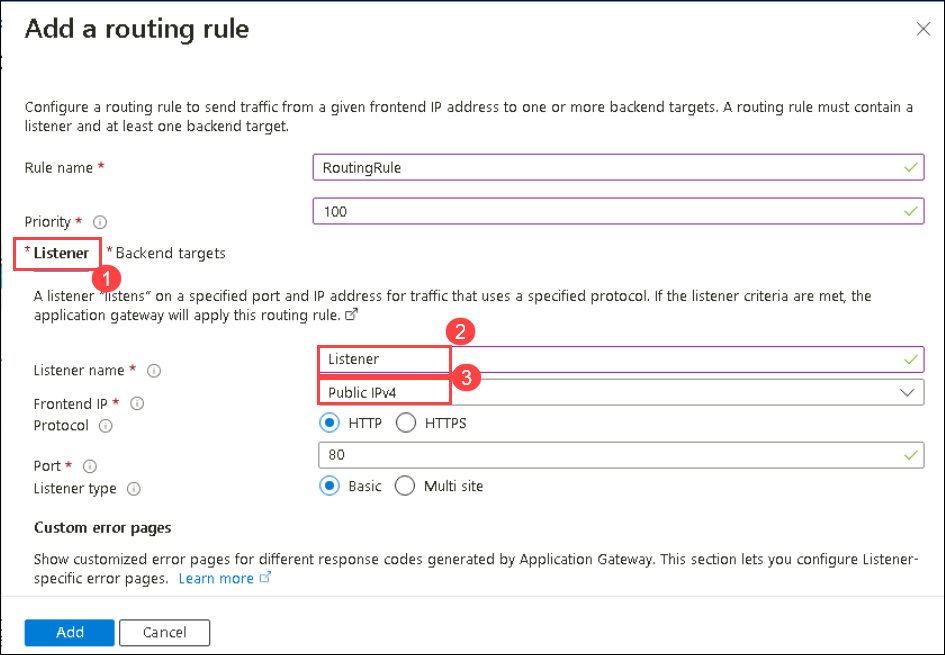 Add a routing rule
Configure a routing rule to send traffic from a given frontend IP address to one or more backend targets. A routing rule must contain a
listener and at least one backend target.
Rule name *
RoutingRule
Priority *
100
* Listener * Backend targets
1
A listener "listens" on a specified port and IP address for traffic that uses a specified protocol. If the listener criteria are met, the
application gateway will apply this routing rule.
2
Listener name *
Listener
3
Frontend IP *
Public IPv4
Protocol
HTTP HTTPS
Port *
80
Listener type
Basic Multi site
Custom error pages
Show customized error pages for different response codes generated by Application Gateway. This section lets you configure Listener-
specific error pages. Learn more
Add Cancel